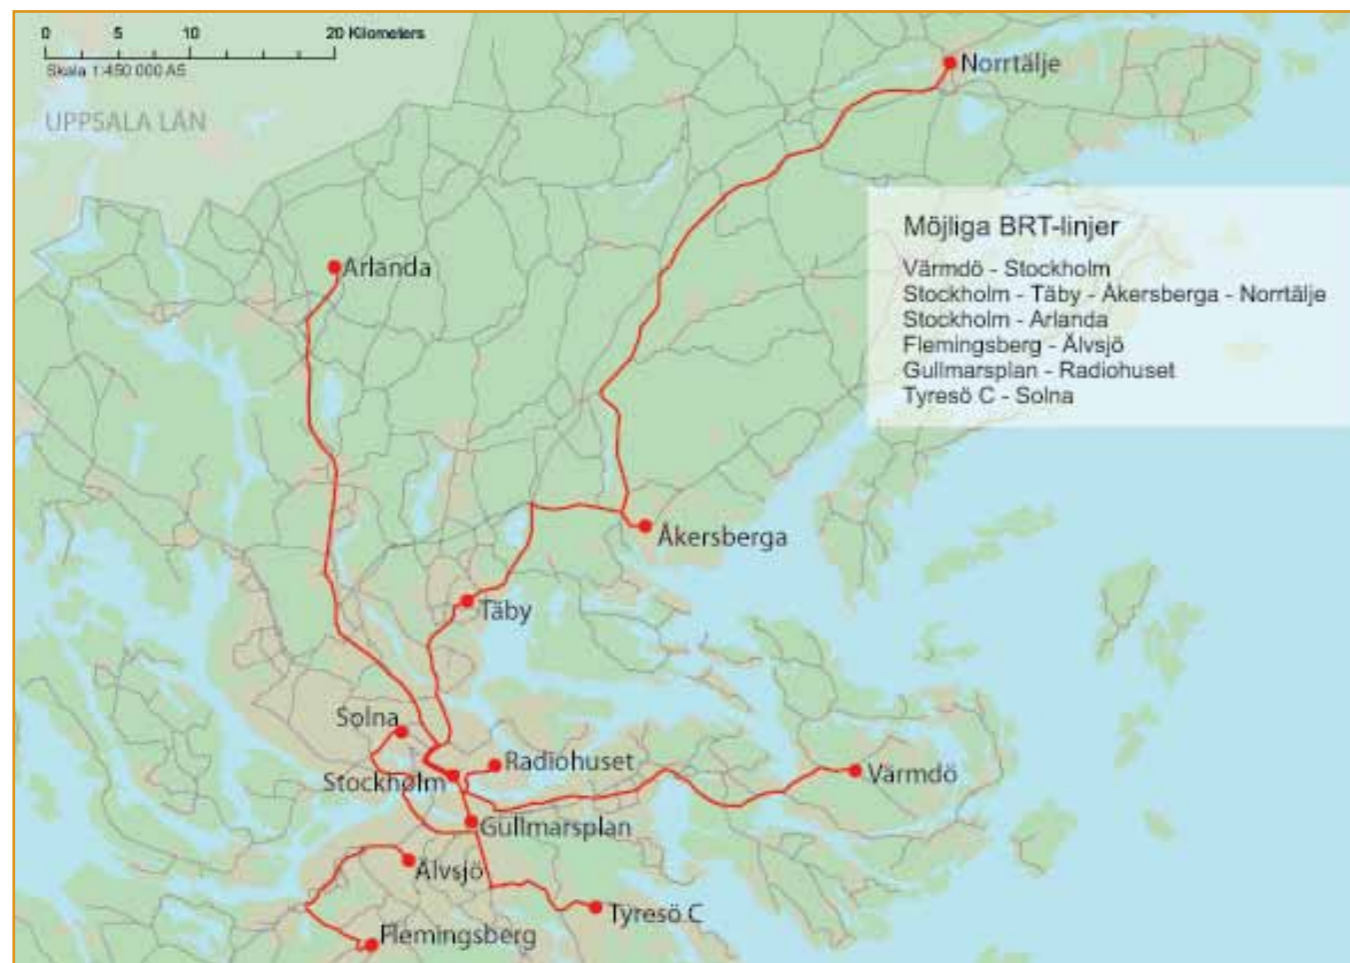 0 5 10 20 Kilometers
Skala 1:450 000 A5
UPPSALA LÄN
Norrtälje
Möjliga BRT-linjer
Värmdö - Stockholm
Stockholm - Täby - Åkersberga - Norrtälje
Stockholm - Arlanda
Flemingsberg - Älvsjö
Gullmarsplan - Radiohuset
Tyresö C - Solna
Arlanda
Åkersberga
Täby
Solna
Radiohuset
Stockholm
Värmdö
Gullmarsplan
Älvsjö
Tyresö C
Flemingsberg